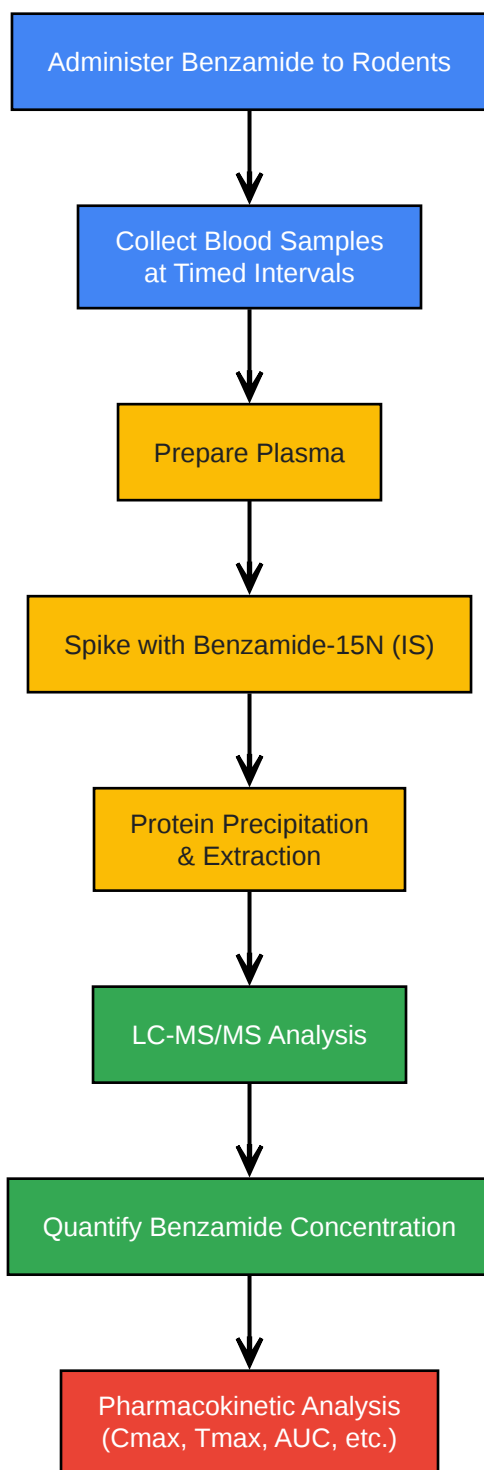 Administer Benzamide to Rodents
Collect Blood Samples
at Timed Intervals
Prepare Plasma
Spike with Benzamide-15N (IS)
Protein Precipitation
& Extraction
LC-MS/MS Analysis
Quantify Benzamide Concentration
Pharmacokinetic Analysis
(Cmax, Tmax, AUC, etc.)